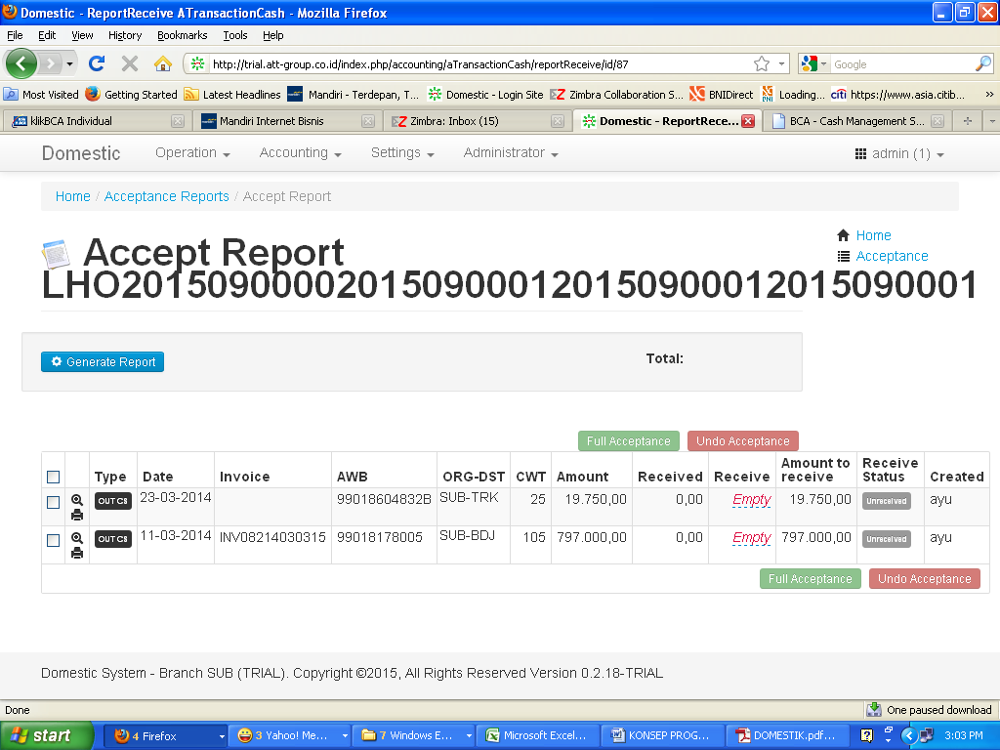 Domestic - ReportReceive ATransactionCash - Mozilla Firefox
File Edit View History Bookmarks Tools Help
http://trial.att-group.co.id/index.php/accounting/aTransactionCash/reportReceive/id/87
Google
Most Visited Getting Started Latest Headlines Mandiri - Terdepan, T... Domestic - Login Site Zimbra Collaboration S... BNIDirect Loading... citi https://www.asia.citib... »
klikBCA Individual Mandiri Internet Bisnis Zimbra: Inbox (15) Domestic - ReportRece... BCA - Cash Management S...
Domestic Operation Accounting Settings Administrator admin (1)
Home / Acceptance Reports / Accept Report
Home
Acceptance
Accept Report
LHO2015090000201509000120150900012015090001
Generate Report Total:
Full Acceptance Undo Acceptance
Type Date Invoice AWB ORG-DST CWT Amount Received Receive Amount to receive Receive Status Created
OUT CS 23-03-2014 99018604832B SUB-TRK 25 19.750,00 0,00 Empty 19.750,00 Unreceived ayu
OUT CS 11-03-2014 INV08214030315 99018178005 SUB-BDJ 105 797.000,00 0,00 Empty 797.000,00 Unreceived ayu
Full Acceptance Undo Acceptance
Domestic System - Branch SUB (TRIAL). Copyright ©2015, All Rights Reserved Version 0.2.18-TRIAL
Done One paused download
start 4 Firefox 3 Yahoo! Me... 7 Windows E... Microsoft Excel... KONSEP PROG... DOMESTIK.pdf... 3:03 PM